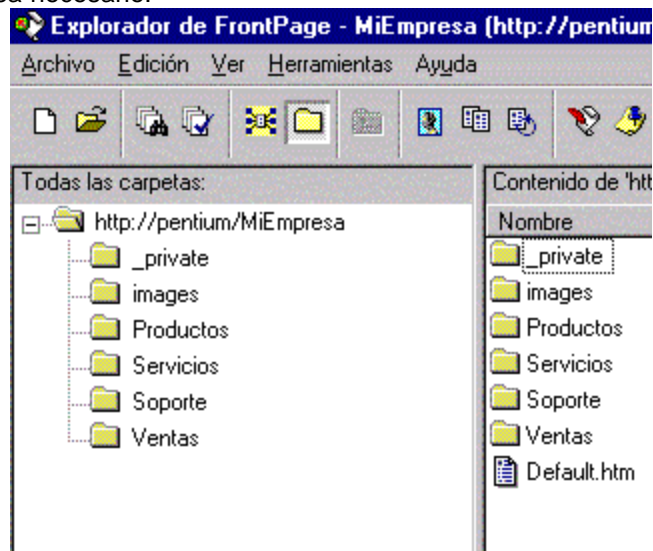 necesario.
Explorador de FrontPage - MiEmpresa (http://pentium
Archivo Edición Ver Herramientas Ayuda
Todas las carpetas:
http://pentium/MiEmpresa
_private
images
Productos
Servicios
Soporte
Ventas
Contenido de 'htt
Nombre
_private
images
Productos
Servicios
Soporte
Ventas
Default.htm